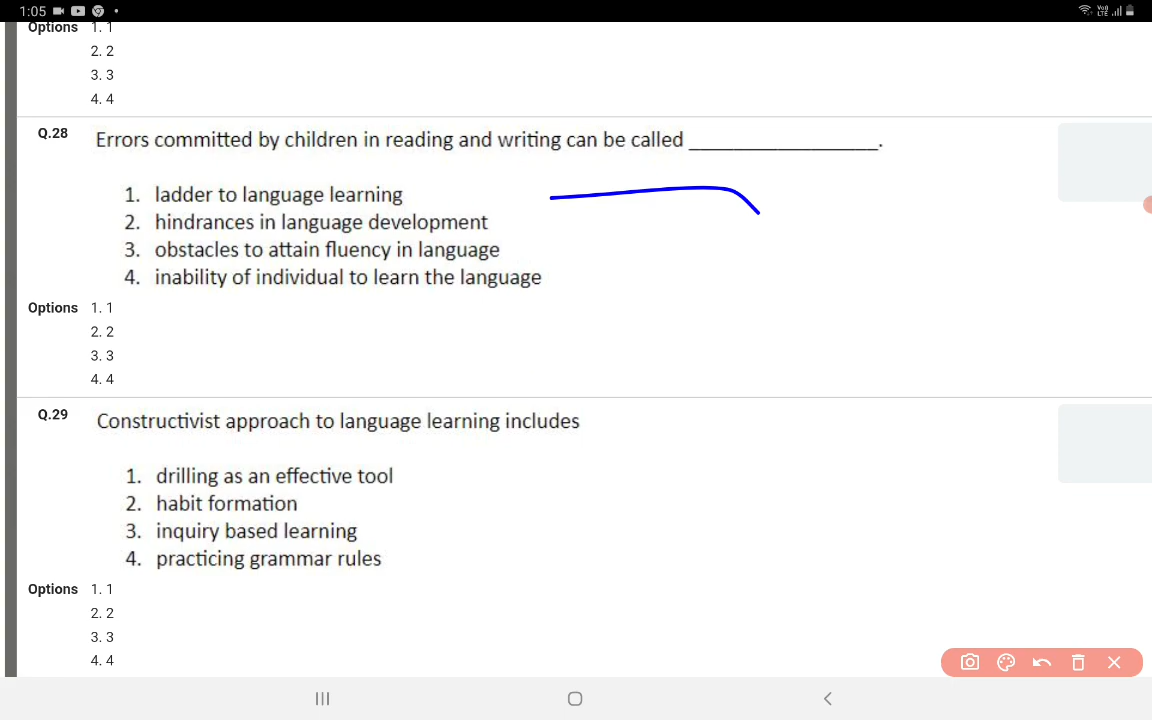 1:05
Options 1. 1
2. 2
3. 3
4. 4
Q.28 Errors committed by children in reading and writing can be called _________________.
1. ladder to language learning
2. hindrances in language development
3. obstacles to attain fluency in language
4. inability of individual to learn the language
Options 1. 1
2. 2
3. 3
4. 4
Q.29 Constructivist approach to language learning includes
1. drilling as an effective tool
2. habit formation
3. inquiry based learning
4. practicing grammar rules
Options 1. 1
2. 2
3. 3
4. 4